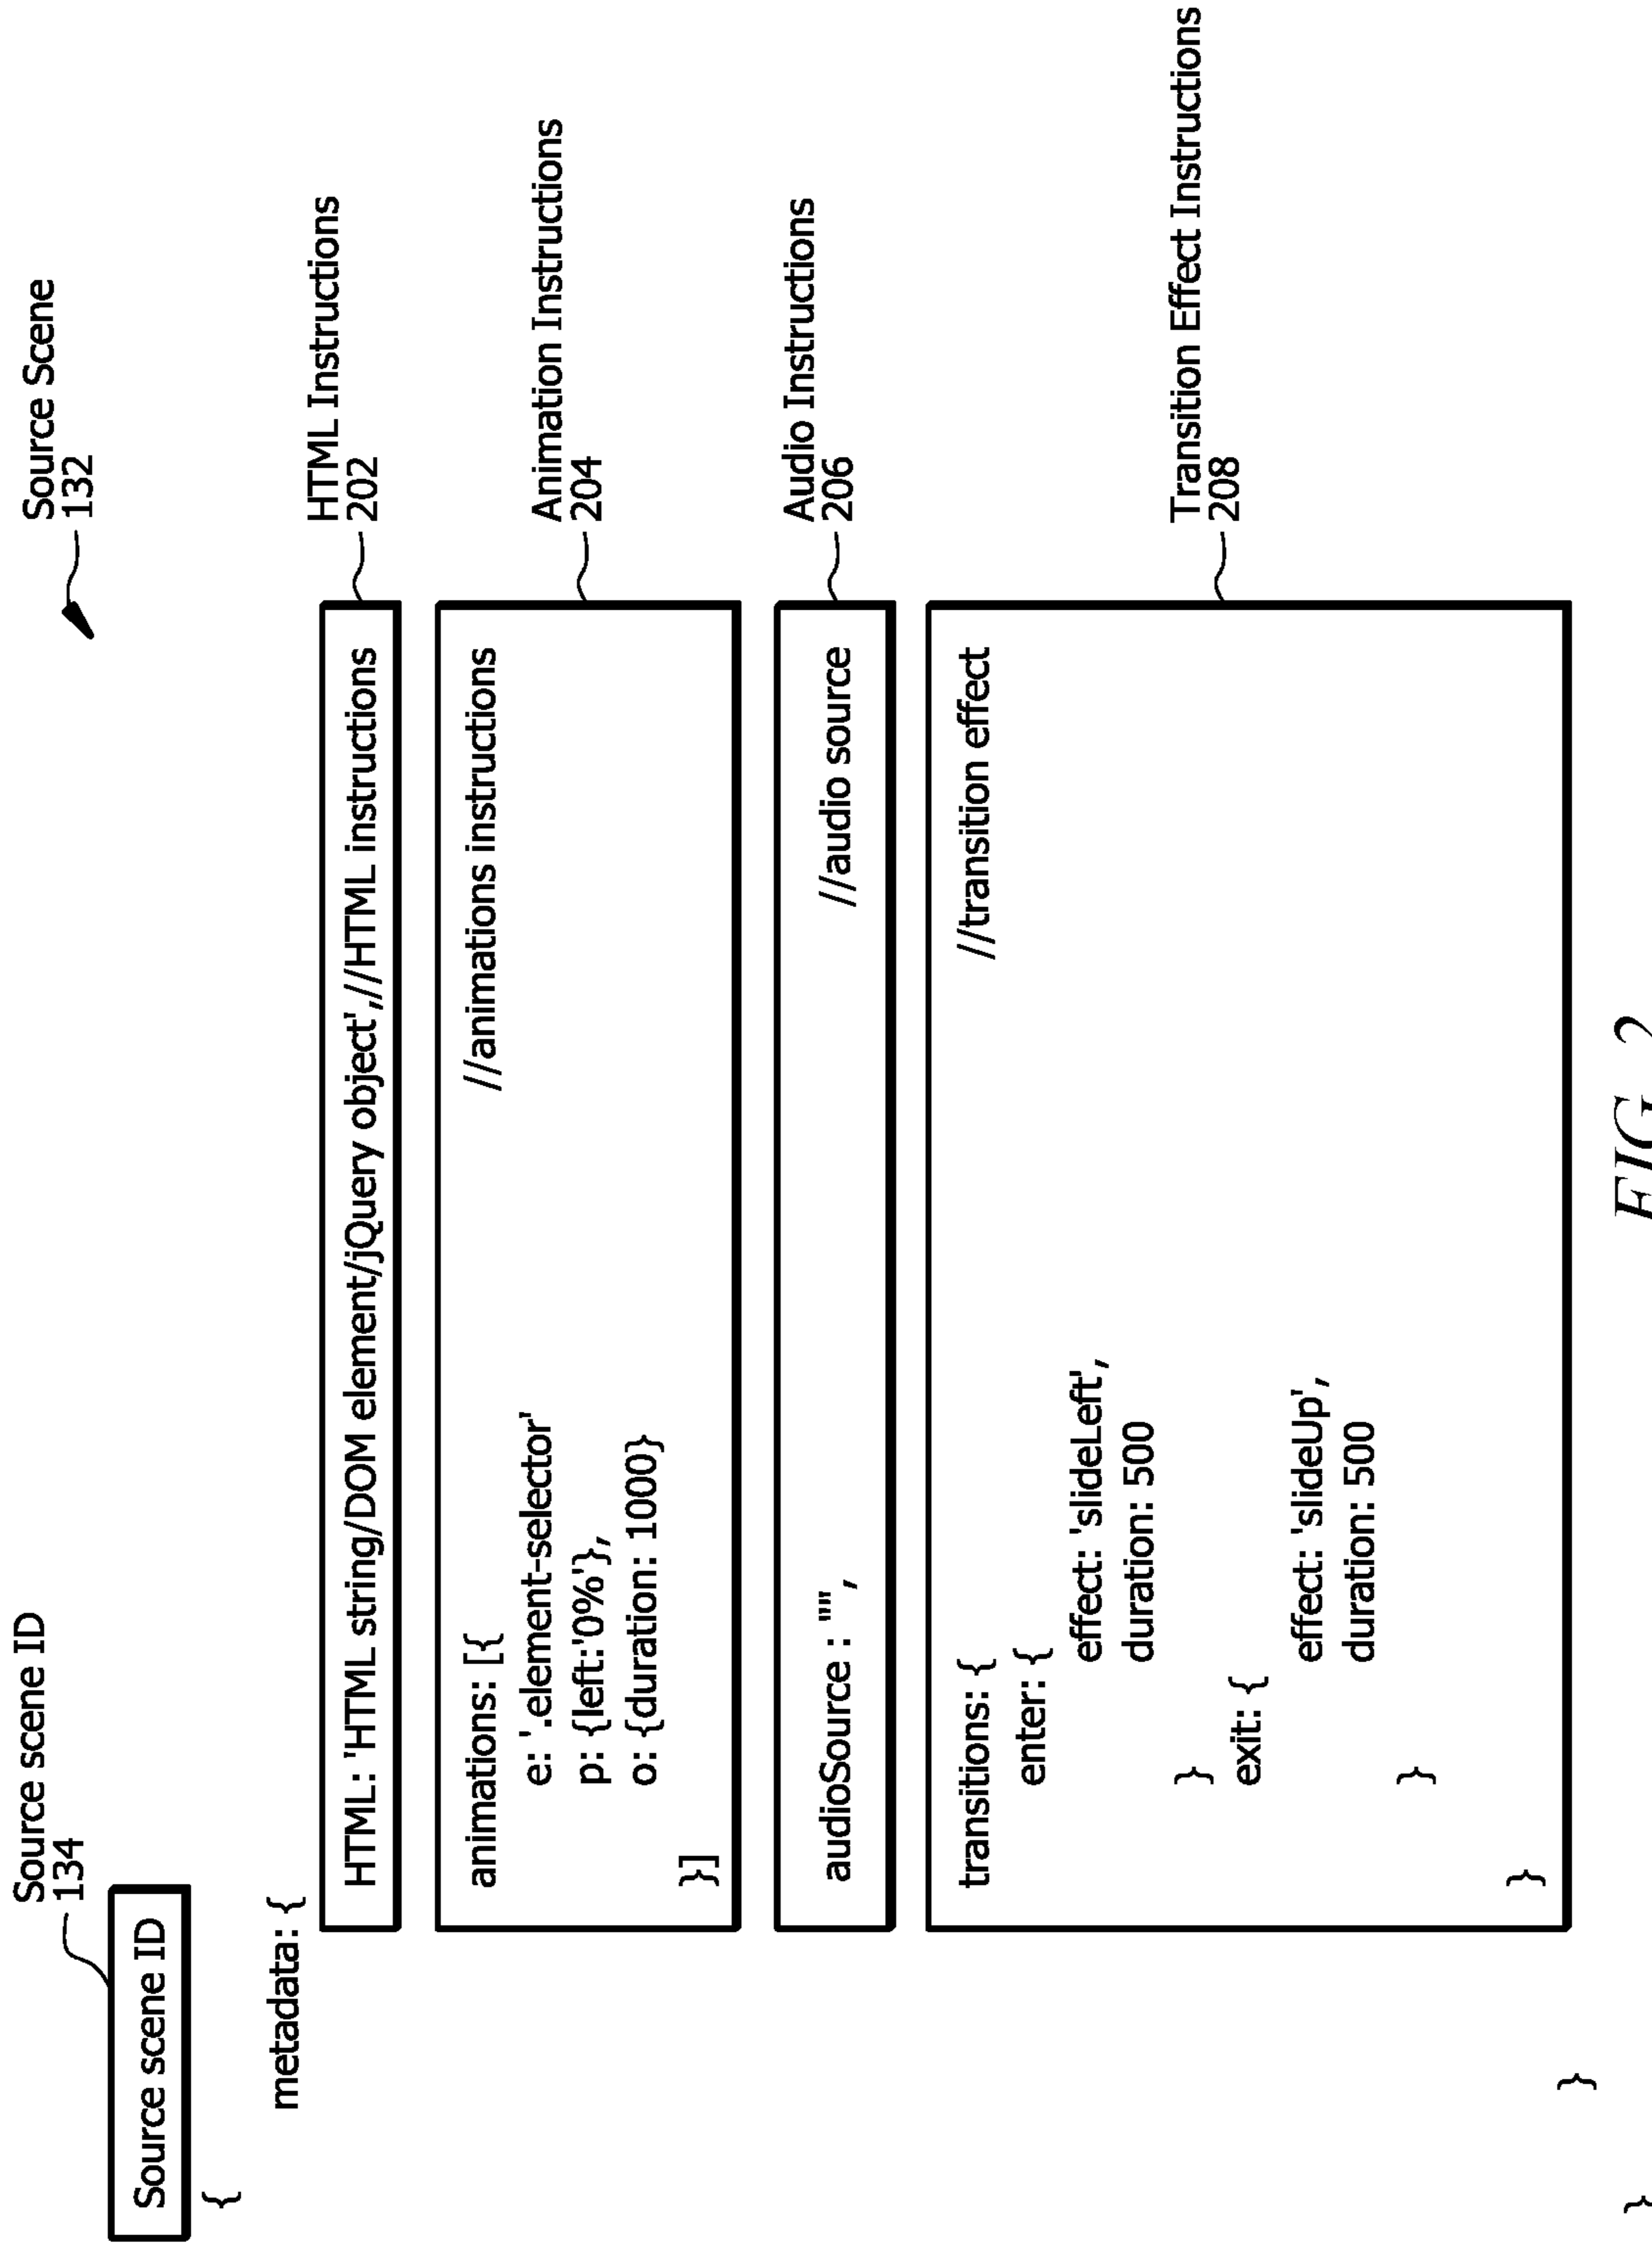 Source Scene
132
Source scene ID
134
Source scene ID
{
metadata: {
HTML: 'HTML string/DOM element/jQuery object',//HTML instructions
HTML Instructions
202
animations: [{ //animations instructions
e: '.element-selector'
p: {left:'0%'},
o: {duration: 1000}
}]
Animation Instructions
204
audioSource : "", //audio source
Audio Instructions
206
transitions: { //transition effect
enter: {
effect: 'slideLeft',
duration: 500
}
exit: {
effect: 'slideUp',
duration: 500
}
}
Transition Effect Instructions
208
}
}
FIG. 2